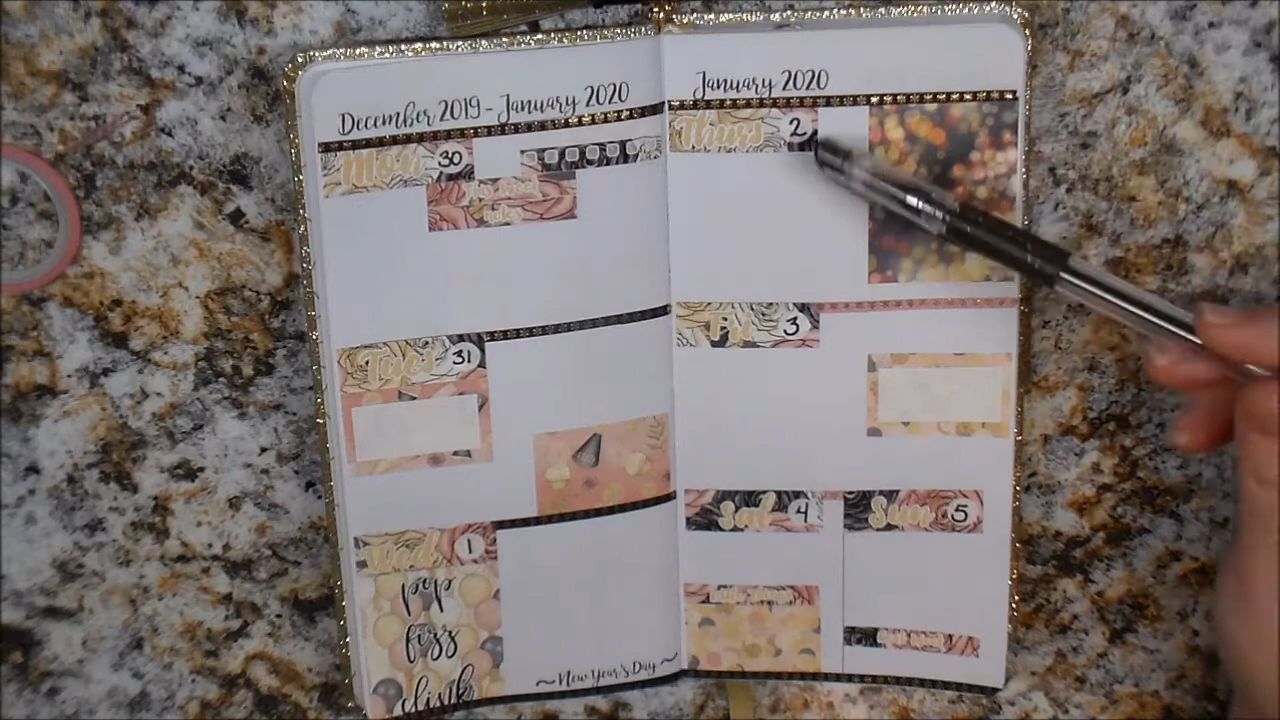 December 2019 - January 2020
Mon 30
Tues 31
Wed 1
pop
fizz
clink
~ New Year's Day ~
January 2020
Thurs 2
Fri 3
Sat 4
Sun 5